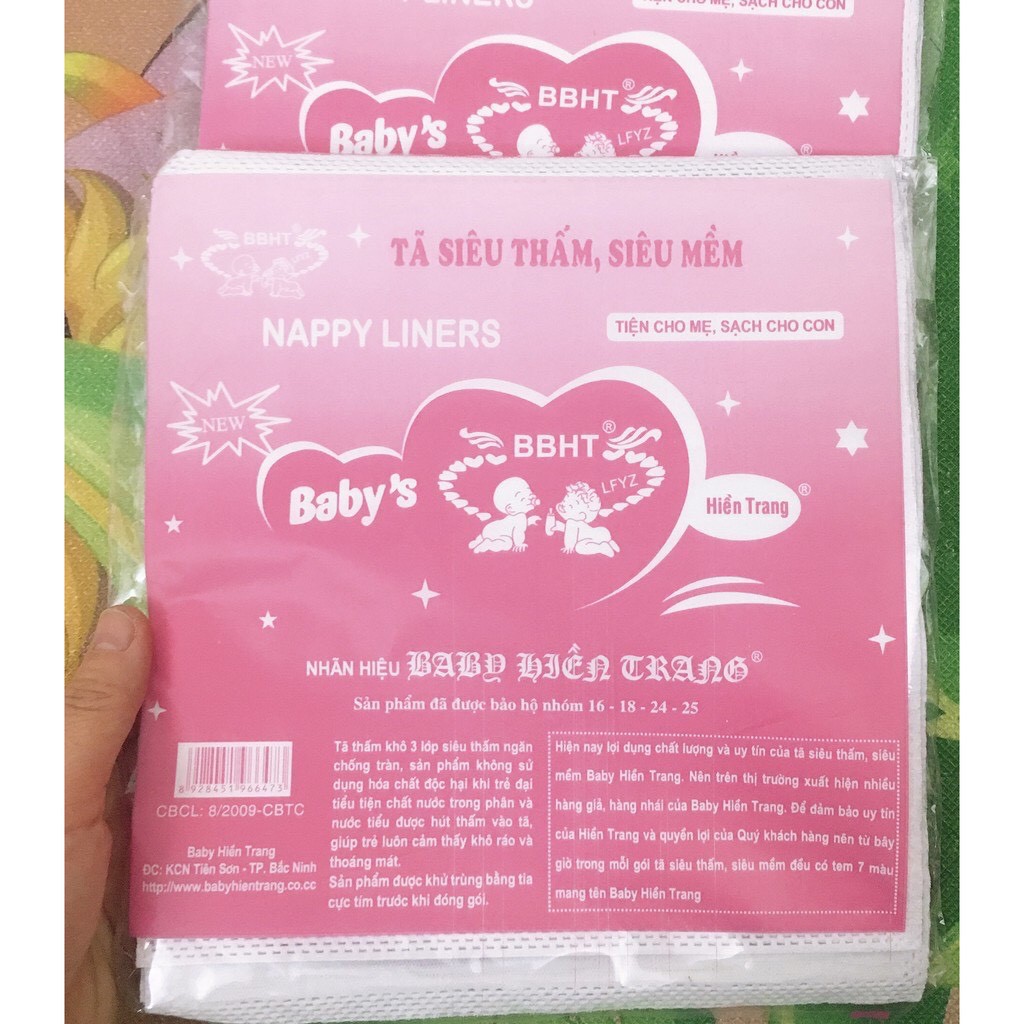 NAPPY LINERS
TIỆN CHO MẸ, SẠCH CHO CON
NEW
BBHT®
Baby's
LFYZ
BBHT
TÃ SIÊU THẤM, SIÊU MỀM
NAPPY LINERS
TIỆN CHO MẸ, SẠCH CHO CON
NEW
BBHT®
LFYZ
Baby's
Hiền Trang®
NHÃN HIỆU BABY HIỀN TRANG®
Sản phẩm đã được bảo hộ nhóm 16 - 18 - 24 - 25
8 928451 966473
CBCL: 8/2009-CBTC
Baby Hiền Trang
ĐC: KCN Tiên Sơn - TP. Bắc Ninh
http://www.babyhientrang.co.cc
Tã thấm khô 3 lớp siêu thấm ngăn
chống tràn, sản phẩm không sử
dụng hóa chất độc hại khi trẻ đại
tiểu tiện chất nước trong phân và
nước tiểu được hút thấm vào tã,
giúp trẻ luôn cảm thấy khô ráo và
thoáng mát.
Sản phẩm được khử trùng bằng tia
cực tím trước khi đóng gói.
Hiện nay lợi dụng chất lượng và uy tín của tã siêu thấm, siêu
mềm Baby Hiền Trang. Nên trên thị trường xuất hiện nhiều
hàng giả, hàng nhái của Baby Hiền Trang. Để đảm bảo uy tín
của Hiền Trang và quyền lợi của Quý khách hàng nên từ bây
giờ trong mỗi gói tã siêu thấm, siêu mềm đều có tem 7 màu
mang tên Baby Hiền Trang